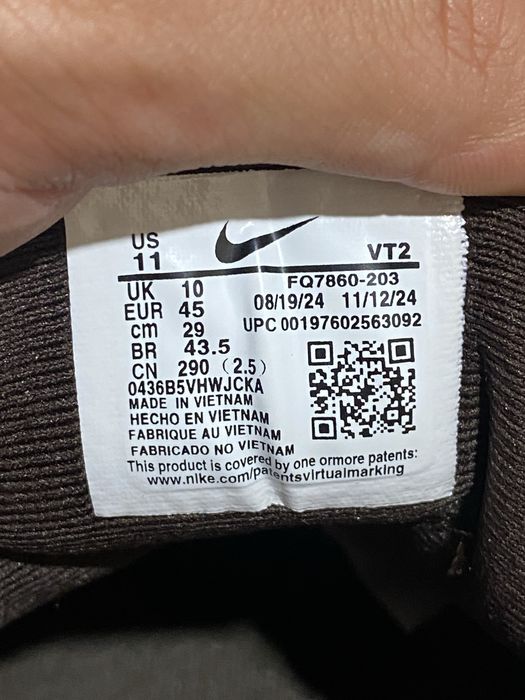 US
11
VT2
UK 10
EUR 45
cm 29
BR 43.5
CN 290 (2.5)
FQ7860-203
08/19/24 11/12/24
UPC 00197602563092
0436B5VHWJCKA
MADE IN VIETNAM
HECHO EN VIETNAM
FABRIQUE AU VIETNAM
FABRICADO NO VIETNAM
This product is covered by one ormore patents:
www.nike.com/patentsvirtualmarking